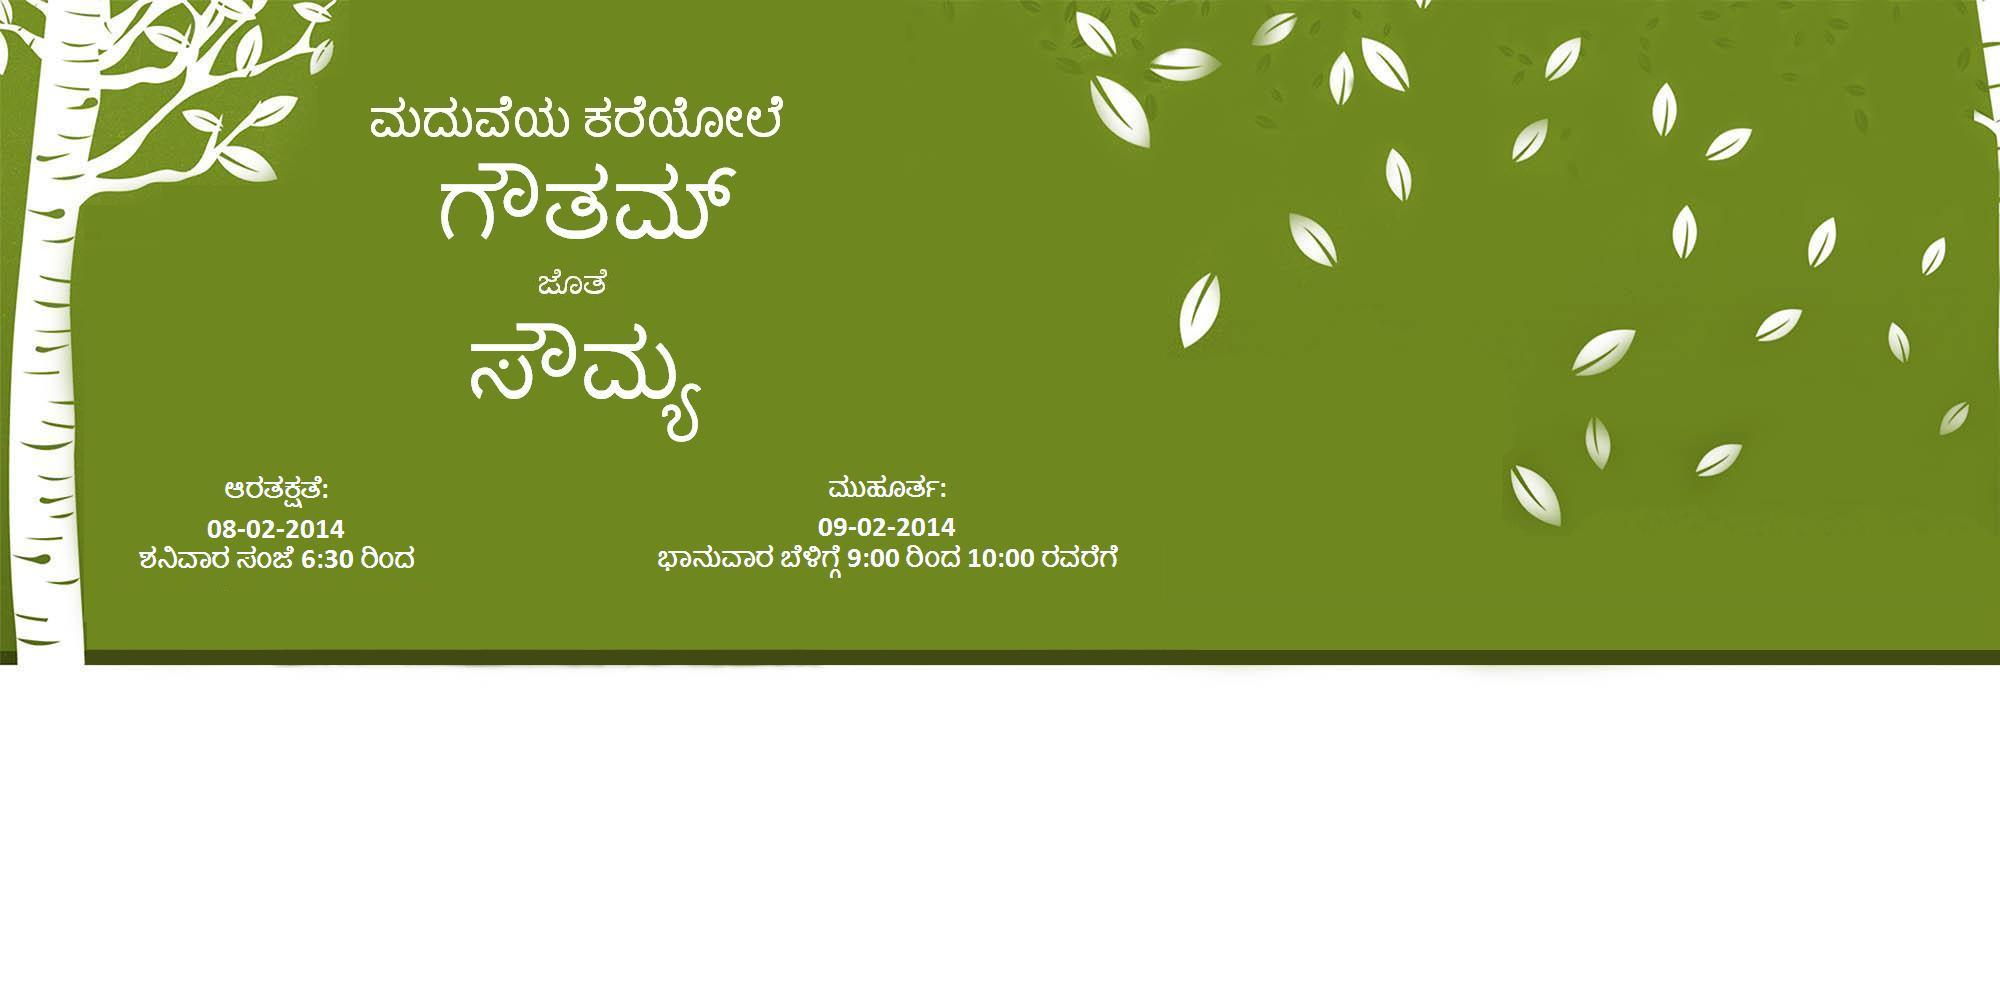 ಮದುವೆಯ ಕರೆಯೋಲೆ
ಗೌತಮ್
ಜೊತೆ
ಸೌಮ್ಯ
ಆರತಕ್ಷತೆ:
08-02-2014
ಶನಿವಾರ ಸಂಜೆ 6:30 ರಿಂದ
ಮುಹೂರ್ತ:
09-02-2014
ಭಾನುವಾರ ಬೆಳಿಗ್ಗೆ 9:00 ರಿಂದ 10:00 ರವರೆಗೆ